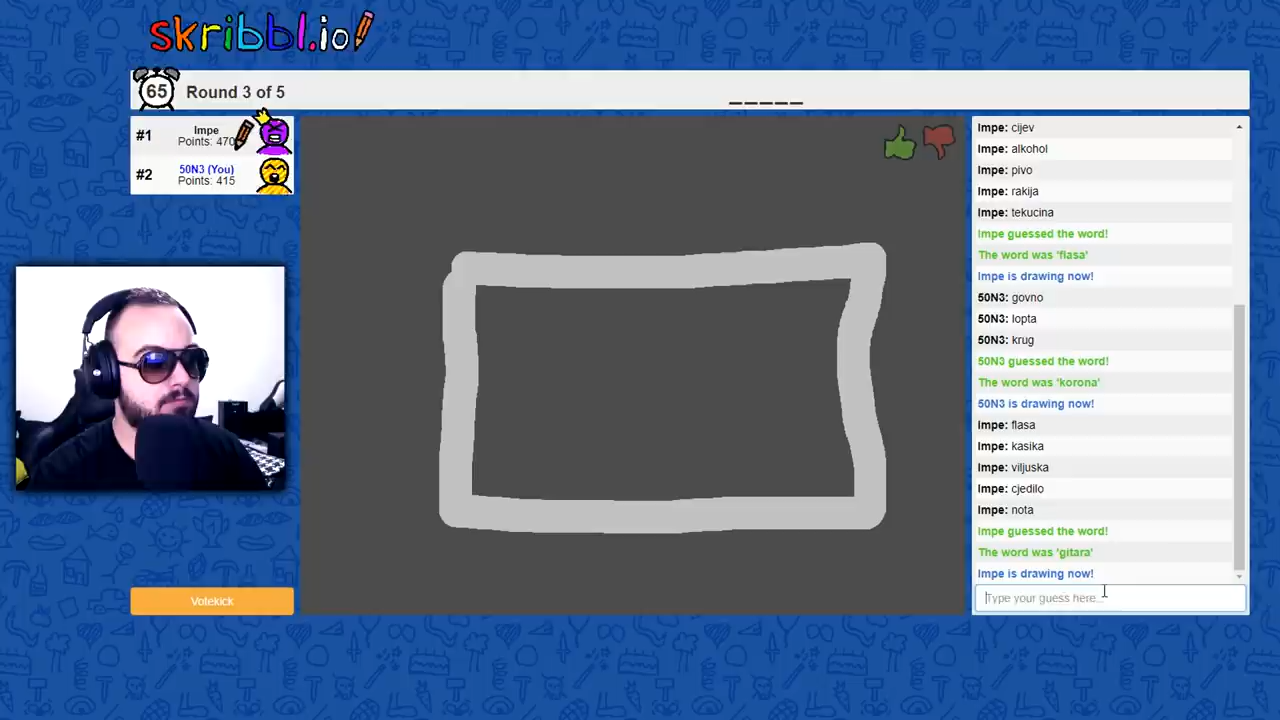 skribbl.io
65
Round 3 of 5
_ _ _ _ _
#1
Impe
Points: 470
#2
50N3 (You)
Points: 415
Votekick
Impe: cijev
Impe: alkohol
Impe: pivo
Impe: rakija
Impe: tekucina
Impe guessed the word!
The word was 'flasa'
Impe is drawing now!
50N3: govno
50N3: lopta
50N3: krug
50N3 guessed the word!
The word was 'korona'
50N3 is drawing now!
Impe: flasa
Impe: kasika
Impe: viljuska
Impe: cjedilo
Impe: nota
Impe guessed the word!
The word was 'gitara'
Impe is drawing now!
Type your guess here...